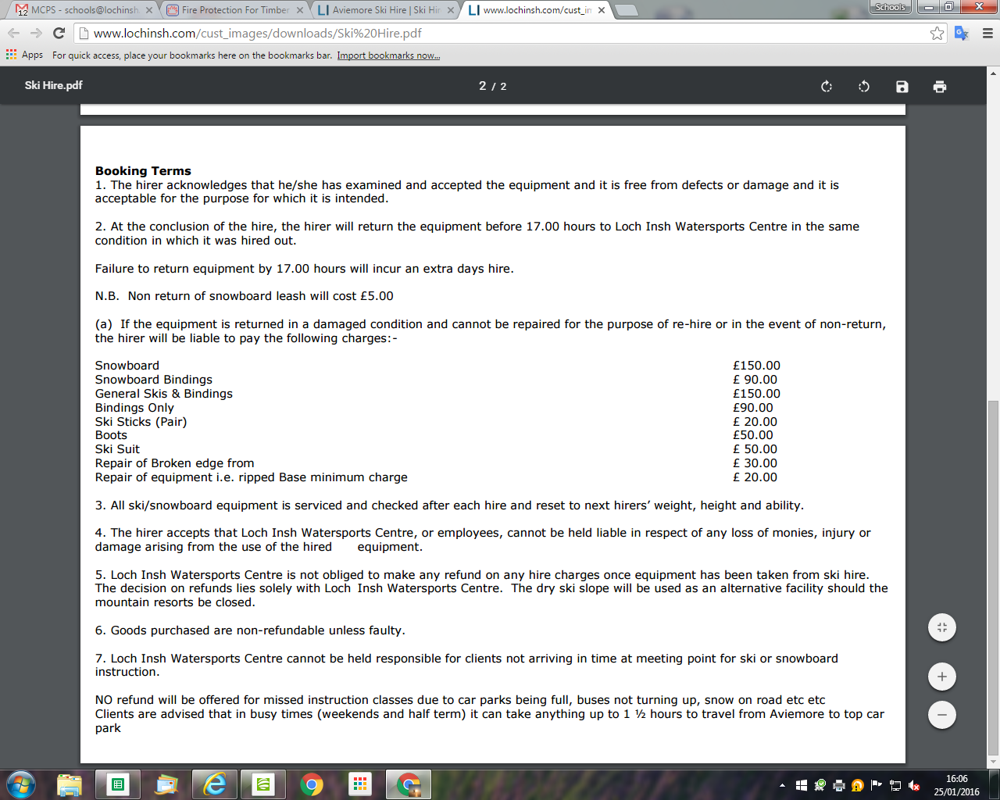 MCPS - schools@lochinsh
Fire Protection For Timber
Aviemore Ski Hire | Ski Hir
www.lochinsh.com/cust_in
Schools
www.lochinsh.com/cust_images/downloads/Ski%20Hire.pdf
Apps For quick access, place your bookmarks here on the bookmarks bar. Import bookmarks now...
Ski Hire.pdf
2 / 2
Booking Terms
1. The hirer acknowledges that he/she has examined and accepted the equipment and it is free from defects or damage and it is
acceptable for the purpose for which it is intended.
2. At the conclusion of the hire, the hirer will return the equipment before 17.00 hours to Loch Insh Watersports Centre in the same
condition in which it was hired out.
Failure to return equipment by 17.00 hours will incur an extra days hire.
N.B. Non return of snowboard leash will cost £5.00
(a) If the equipment is returned in a damaged condition and cannot be repaired for the purpose of re-hire or in the event of non-return,
the hirer will be liable to pay the following charges:-
Snowboard £150.00
Snowboard Bindings £ 90.00
General Skis & Bindings £150.00
Bindings Only £90.00
Ski Sticks (Pair) £ 20.00
Boots £50.00
Ski Suit £ 50.00
Repair of Broken edge from £ 30.00
Repair of equipment i.e. ripped Base minimum charge £ 20.00
3. All ski/snowboard equipment is serviced and checked after each hire and reset to next hirers' weight, height and ability.
4. The hirer accepts that Loch Insh Watersports Centre, or employees, cannot be held liable in respect of any loss of monies, injury or
damage arising from the use of the hired equipment.
5. Loch Insh Watersports Centre is not obliged to make any refund on any hire charges once equipment has been taken from ski hire.
The decision on refunds lies solely with Loch Insh Watersports Centre. The dry ski slope will be used as an alternative facility should the
mountain resorts be closed.
6. Goods purchased are non-refundable unless faulty.
7. Loch Insh Watersports Centre cannot be held responsible for clients not arriving in time at meeting point for ski or snowboard
instruction.
NO refund will be offered for missed instruction classes due to car parks being full, buses not turning up, snow on road etc etc
Clients are advised that in busy times (weekends and half term) it can take anything up to 1 ½ hours to travel from Aviemore to top car
park
16:06
25/01/2016